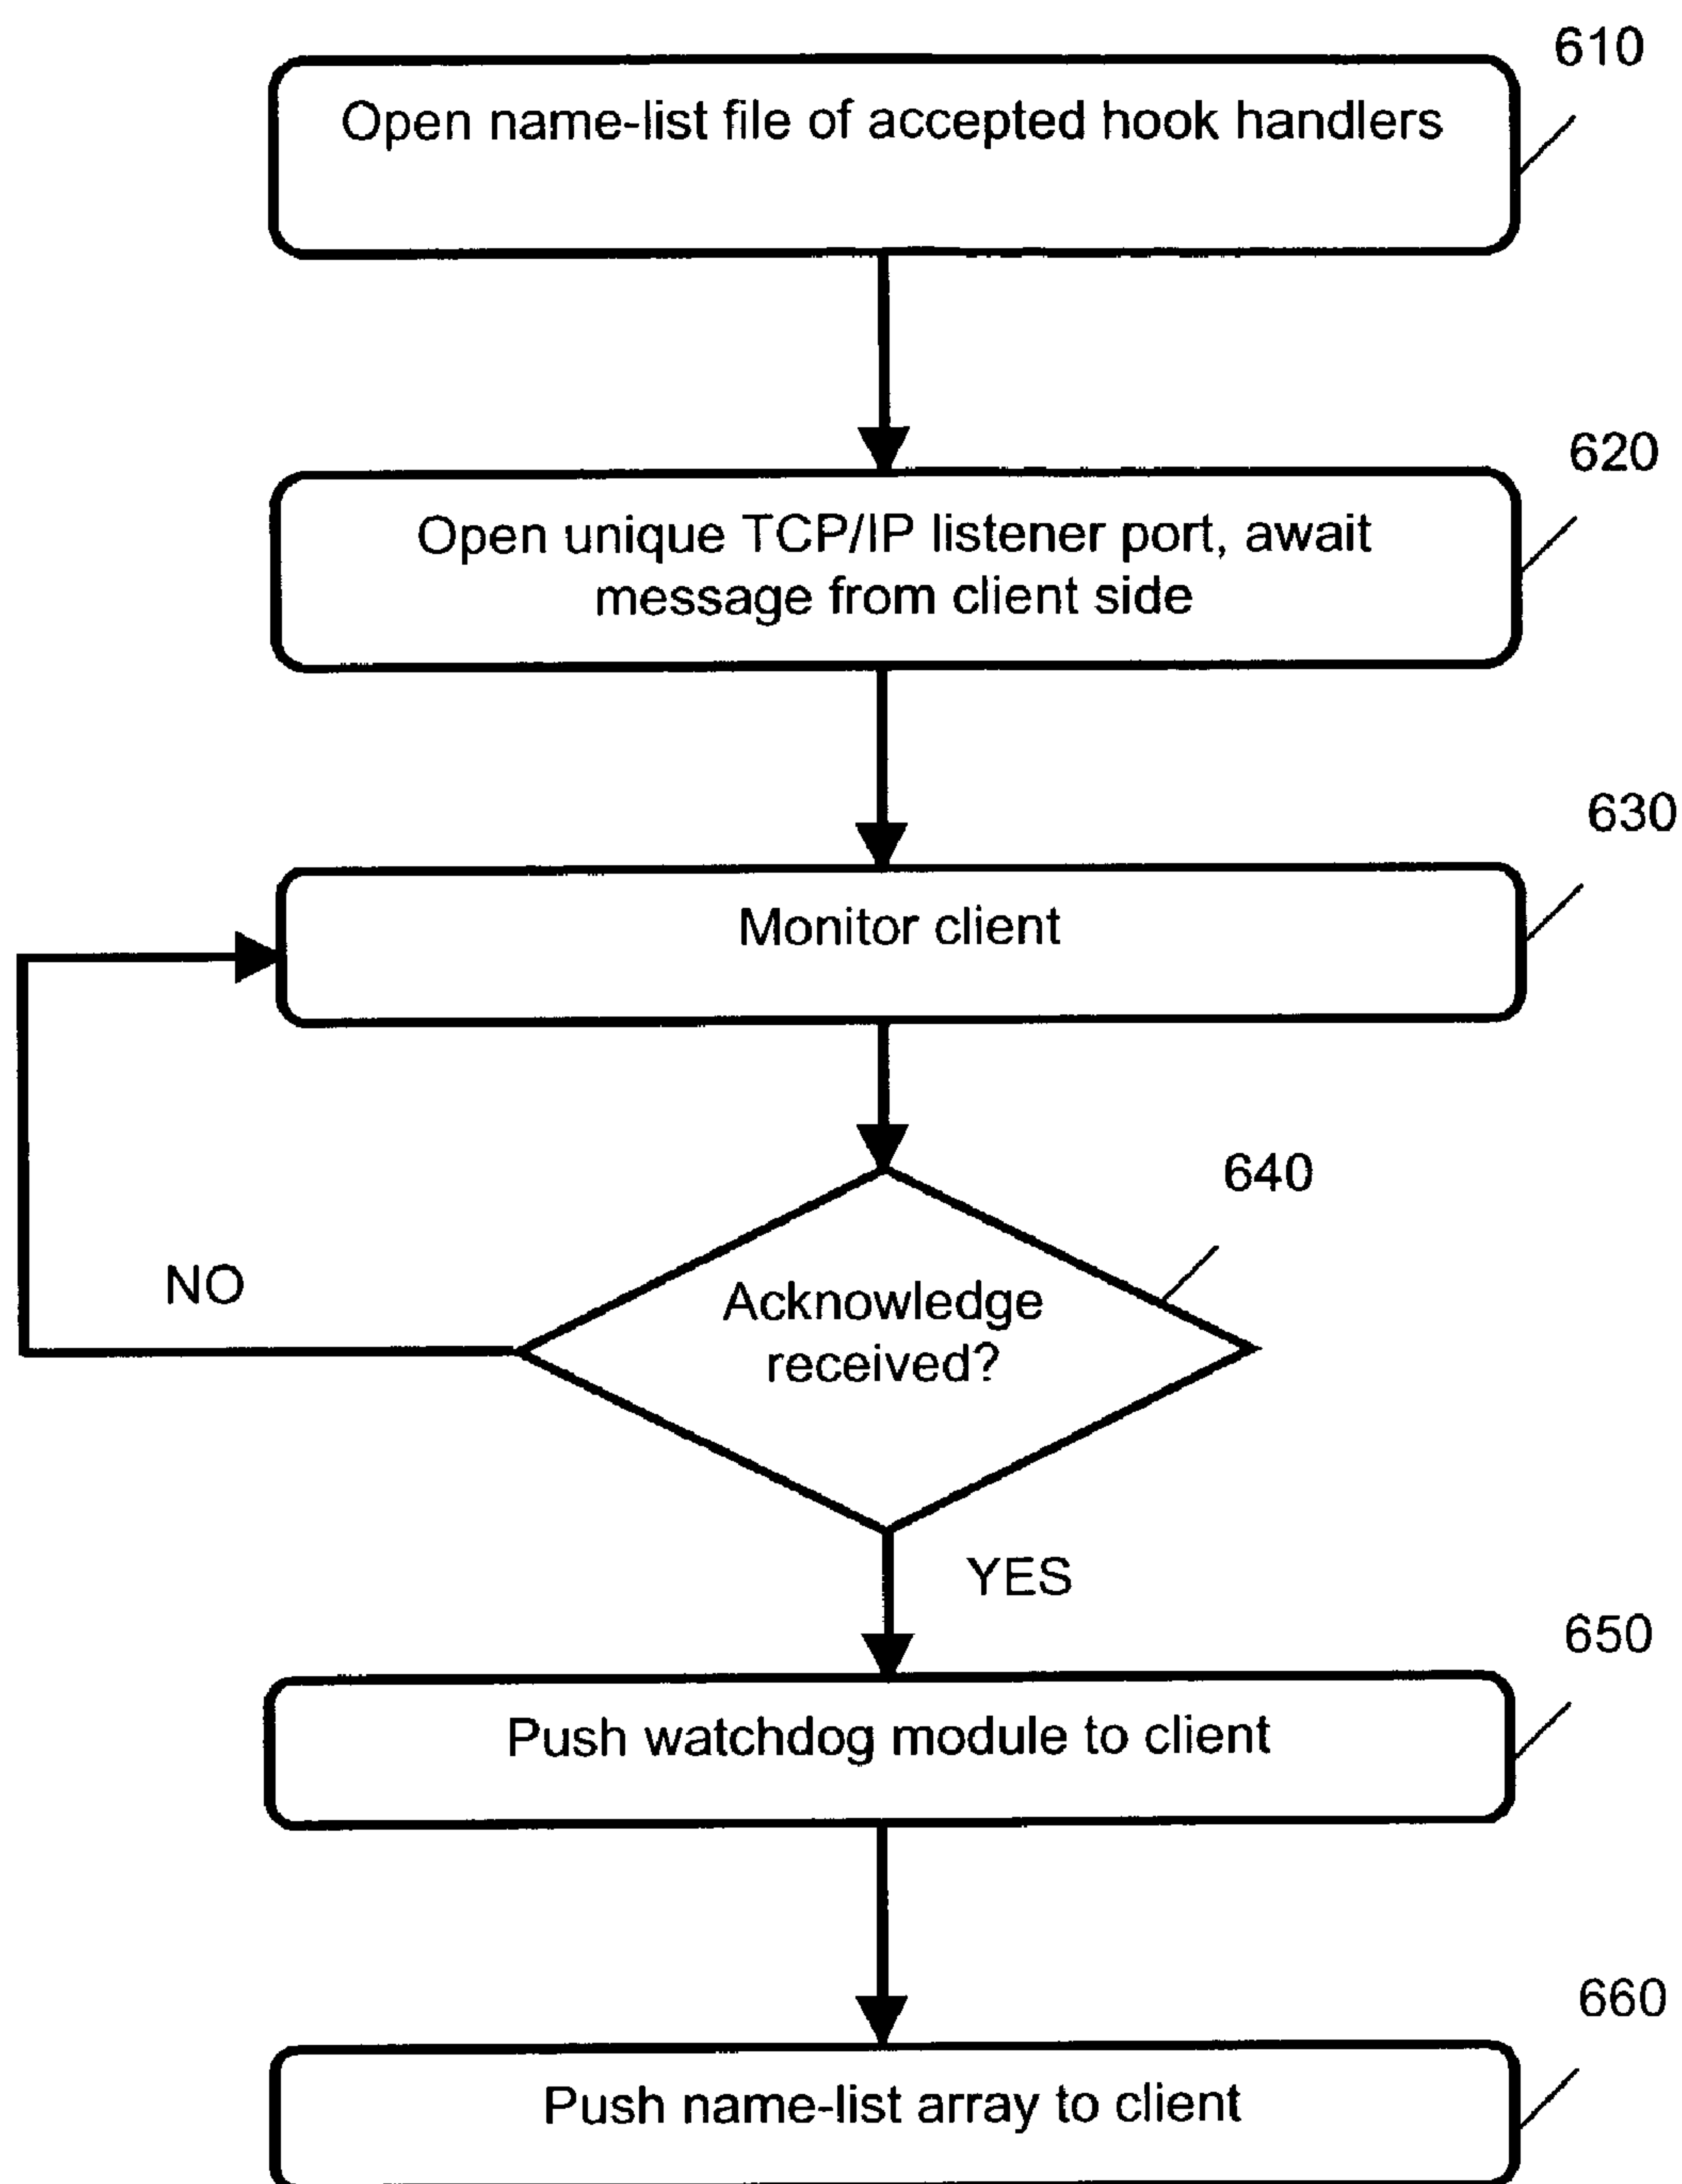 610
Open name-list file of accepted hook handlers
620
Open unique TCP/IP listener port, await
message from client side
630
Monitor client
640
Acknowledge
received?
NO
YES
650
Push watchdog module to client
660
Push name-list array to client